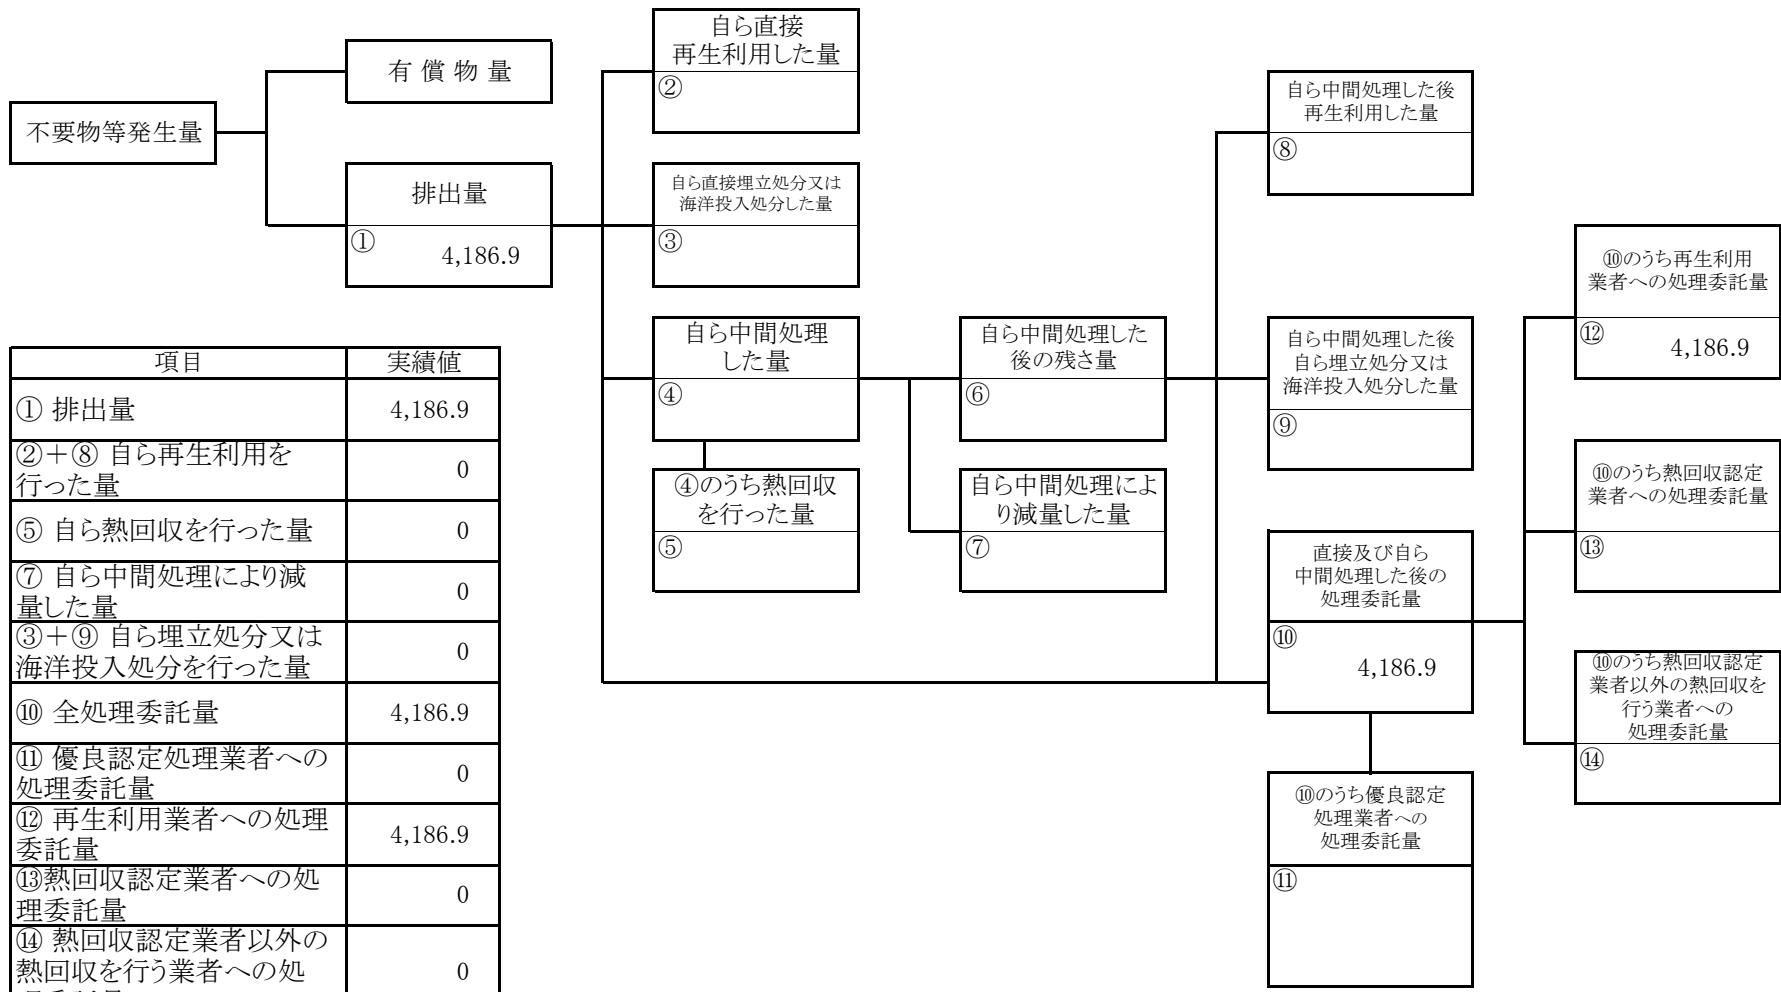 不要物等発生量
有償物量
排出量
①
4,186.9
自ら直接
再生利用した量
②
自ら直接埋立処分又は
海洋投入処分した量
③
自ら中間処理
した量
④
④のうち熱回収
を行った量
⑤
自ら中間処理した
後の残さ量
⑥
自ら中間処理によ
り減量した量
⑦
自ら中間処理した後
再生利用した量
⑧
自ら中間処理した後
自ら埋立処分又は
海洋投入処分した量
⑨
直接及び自ら
中間処理した後の
処理委託量
⑩
4,186.9
⑩のうち優良認定
処理業者への
処理委託量
⑪
⑩のうち再生利用
業者への処理委託量
⑫
4,186.9
⑩のうち熱回収認定
業者への処理委託量
⑬
⑩のうち熱回収認定
業者以外の熱回収を
行う業者への
処理委託量
⑭
項目 実績値
① 排出量 4,186.9
②＋⑧ 自ら再生利用を
行った量 0
⑤ 自ら熱回収を行った量 0
⑦ 自ら中間処理により減
量した量 0
③＋⑨ 自ら埋立処分又は
海洋投入処分を行った量 0
⑩ 全処理委託量 4,186.9
⑪ 優良認定処理業者への
処理委託量 0
⑫ 再生利用業者への処理
委託量 4,186.9
⑬熱回収認定業者への処
理委託量 0
⑭ 熱回収認定業者以外の
熱回収を行う業者への処 0